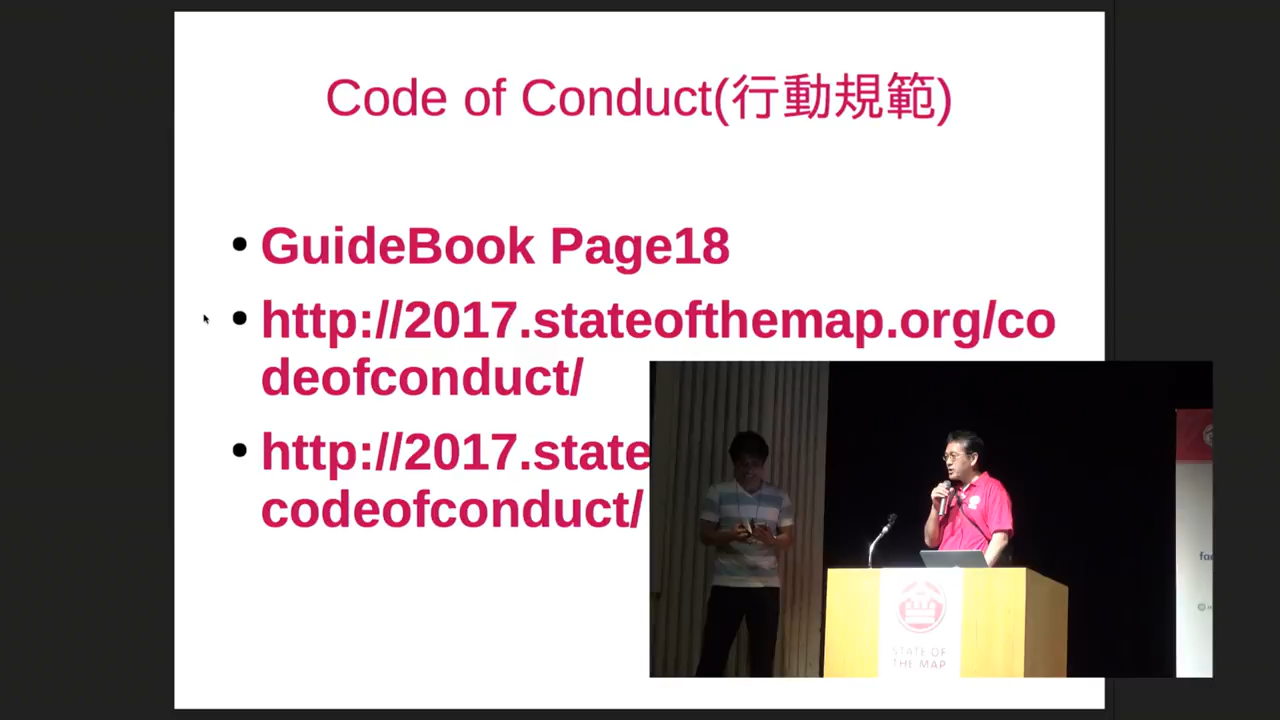 Code of Conduct(行動規範)
• GuideBook Page18
• http://2017.stateofthemap.org/co
deofconduct/
• http://2017.state
codeofconduct/
STATE OF
THE MAP